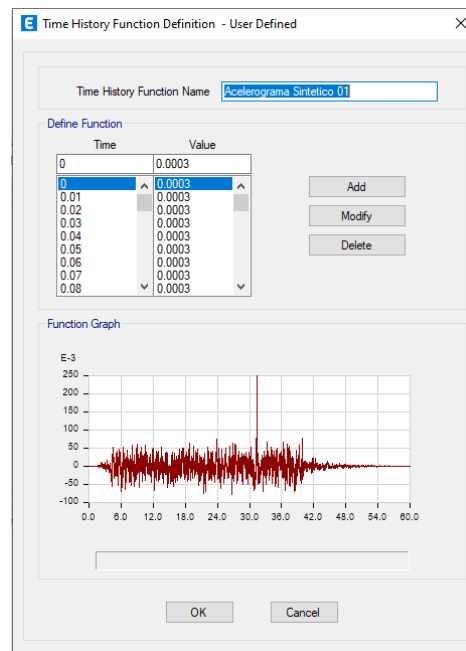 E Time History Function Definition - User Defined
Time History Function Name Acelerograma Sintetico 01
Define Function
Time Value
0 0.0003
0 0.0003
0.01 0.0003
0.02 0.0003
0.03 0.0003
0.04 0.0003
0.05 0.0003
0.06 0.0003
0.07 0.0003
0.08 0.0003
Add
Modify
Delete
Function Graph
E-3
250
200
150
100
50
0
-50
-100
0.0 6.0 12.0 18.0 24.0 30.0 36.0 42.0 48.0 54.0 60.0
OK Cancel